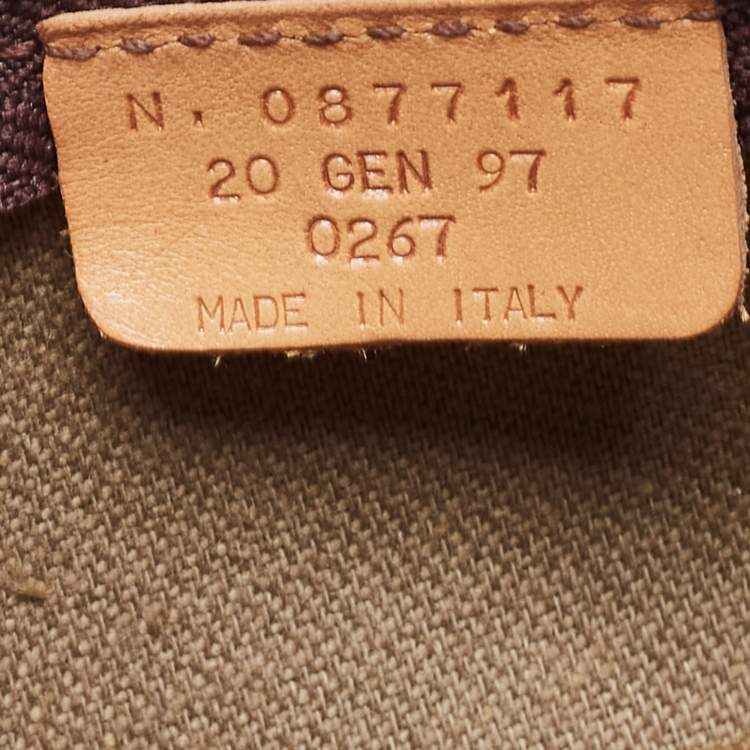 N. 0877117
20 GEN 97
0267
MADE IN ITALY